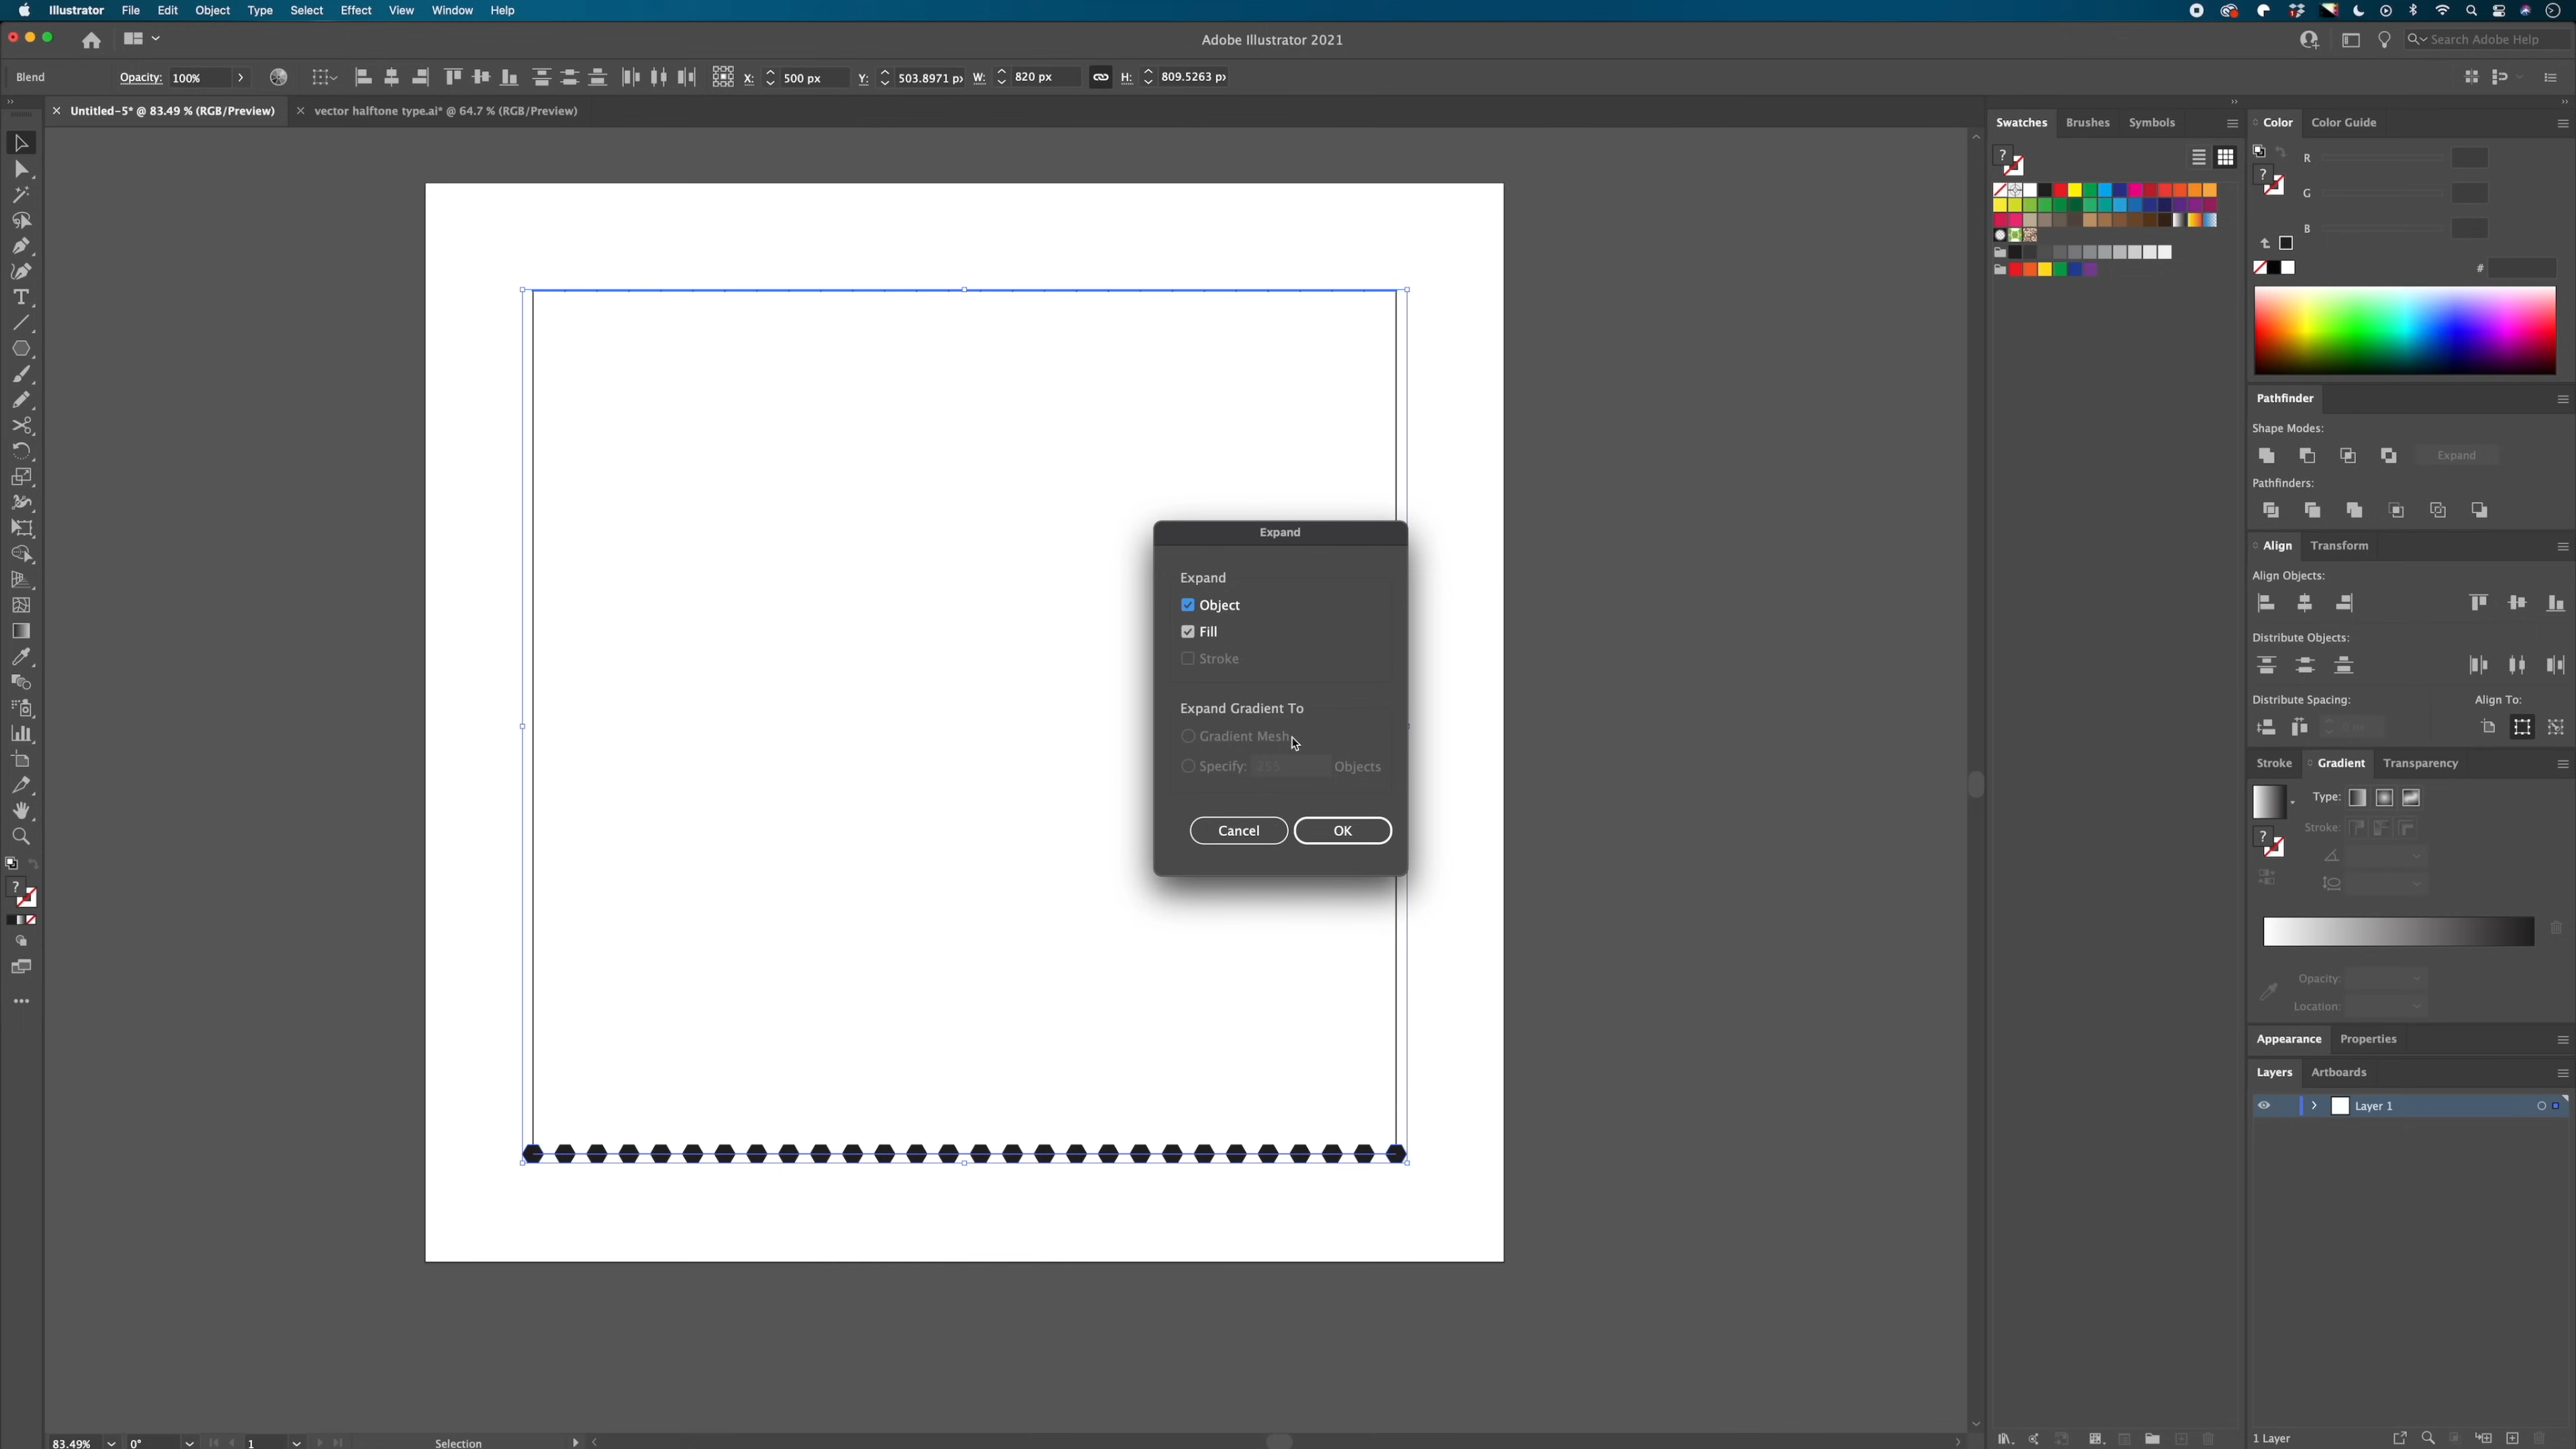 Illustrator File Edit Object Type Select Effect View Window Help
Adobe Illustrator 2021
Search Adobe Help
Blend Opacity: 100% X: 500 px Y: 503.8971 px W: 820 px H: 809.5263 px
Untitled-5* @ 83.49 % (RGB/Preview) vector halftone type.ai* @ 64.7 % (RGB/Preview)
Swatches Brushes Symbols
Color Color Guide
R
G
B
#
Pathfinder
Shape Modes:
Expand
Pathfinders:
Align Transform
Align Objects:
Distribute Objects:
Distribute Spacing: Align To:
0 px
Stroke Gradient Transparency
Type:
Stroke:
Opacity:
Location:
Appearance Properties
Layers Artboards
Layer 1
1 Layer
Expand
Expand
Object
Fill
Stroke
Expand Gradient To
Gradient Mesh
Specify: 255 Objects
Cancel OK
83.49% 0° 1 Selection